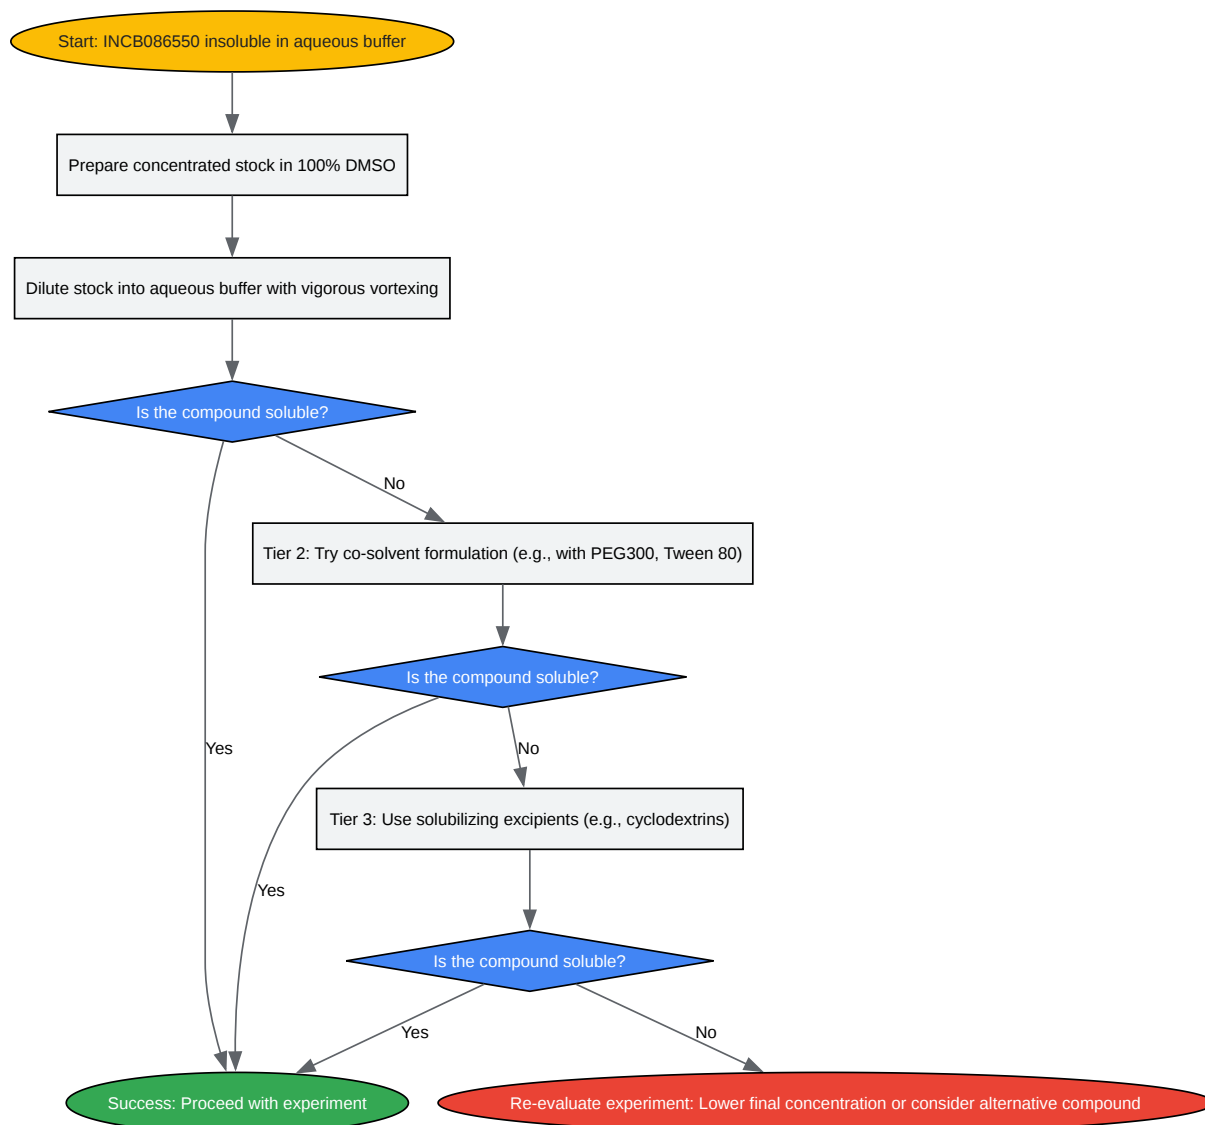 Start: INCB086550 insoluble in aqueous buffer
Prepare concentrated stock in 100% DMSO
Dilute stock into aqueous buffer with vigorous vortexing
Is the compound soluble?
No
Tier 2: Try co-solvent formulation (e.g., with PEG300, Tween 80)
Is the compound soluble?
Yes
No
Tier 3: Use solubilizing excipients (e.g., cyclodextrins)
Yes
Is the compound soluble?
Yes
No
Success: Proceed with experiment
Re-evaluate experiment: Lower final concentration or consider alternative compound